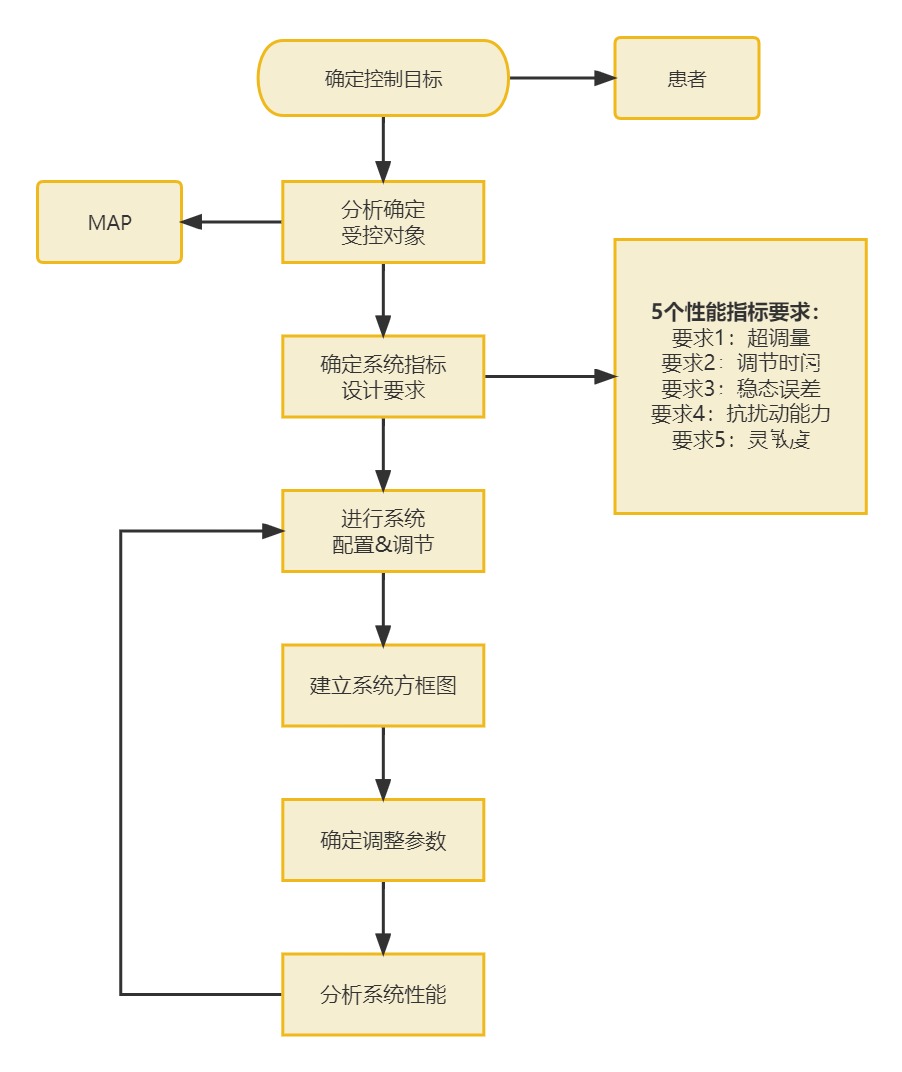 确定控制目标
患者
分析确定
受控对象
MAP
确定系统指标
设计要求
5个性能指标要求：
要求1：超调量
要求2：调节时间
要求3：稳态误差
要求4：抗扰动能力
要求5：灵敏度
进行系统
配置&调节
建立系统方框图
确定调整参数
分析系统性能